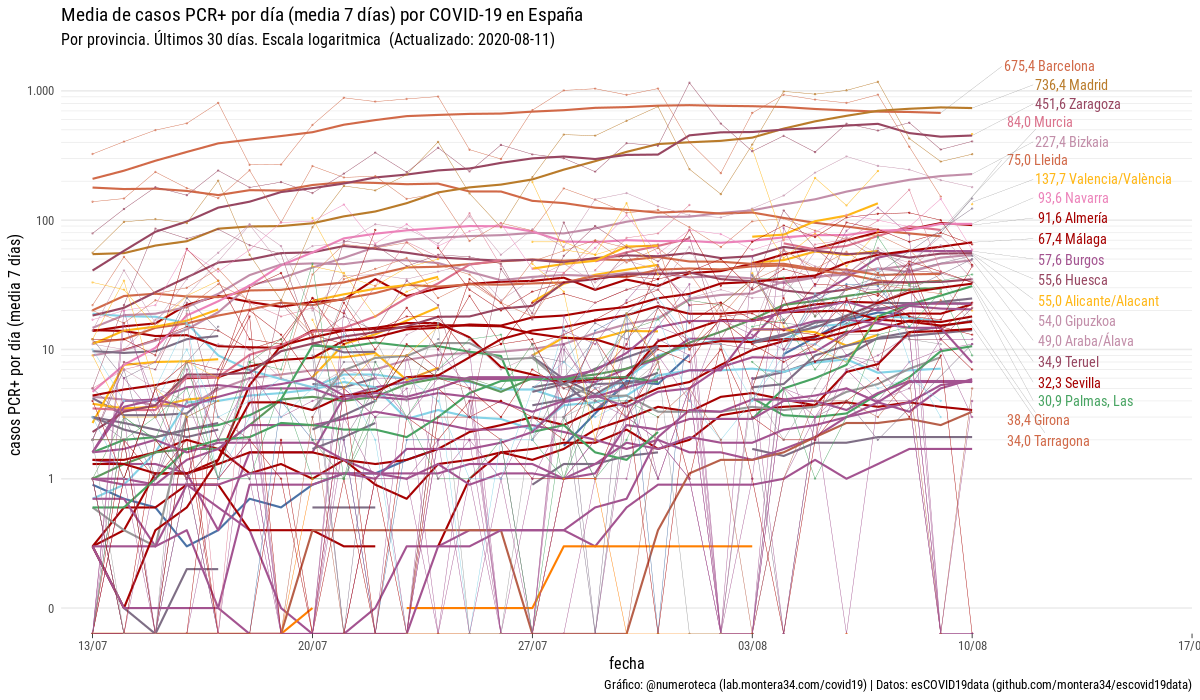 Media de casos PCR+ por día (media 7 días) por COVID-19 en España
Por provincia. Últimos 30 días. Escala logaritmica (Actualizado: 2020-08-11)
casos PCR+ por día (media 7 días)
1.000
100
10
1
0
675,4 Barcelona
736,4 Madrid
451,6 Zaragoza
84,0 Murcia
227,4 Bizkaia
75,0 Lleida
137,7 Valencia/València
93,6 Navarra
91,6 Almería
67,4 Málaga
57,6 Burgos
55,6 Huesca
55,0 Alicante/Alacant
54,0 Gipuzkoa
49,0 Araba/Álava
34,9 Teruel
32,3 Sevilla
30,9 Palmas, Las
38,4 Girona
34,0 Tarragona
13/07
20/07
27/07
03/08
10/08
17/0
fecha
Gráfico: @numeroteca (lab.montera34.com/covid19) | Datos: esCOVID19data (github.com/montera34/escovid19data)